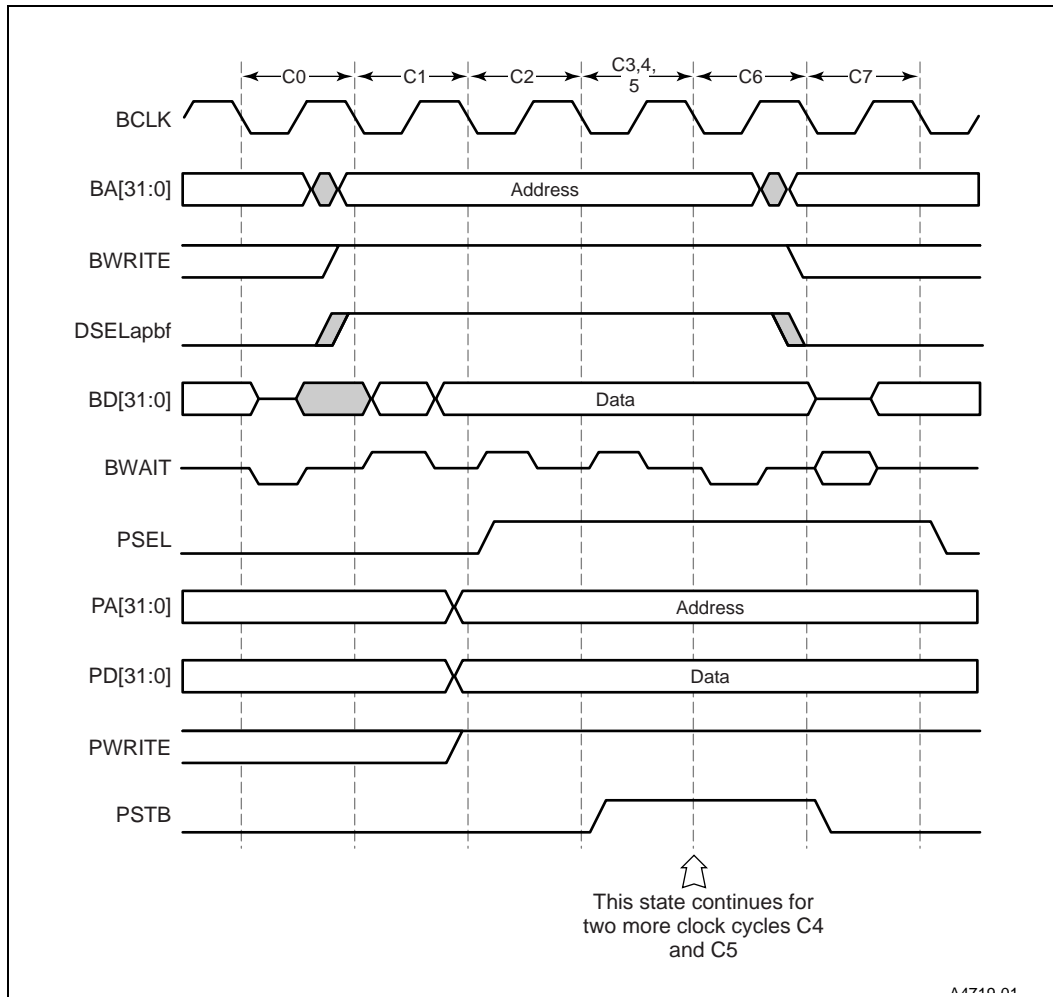 C0
C1
C2
C3,4,
5
C6
C7
BCLK
BA[31:0]
Address
BWRITE
DSELapbf
BD[31:0]
Data
BWAIT
PSEL
PA[31:0]
Address
PD[31:0]
Data
PWRITE
PSTB
This state continues for
two more clock cycles C4
and C5
A4719-01